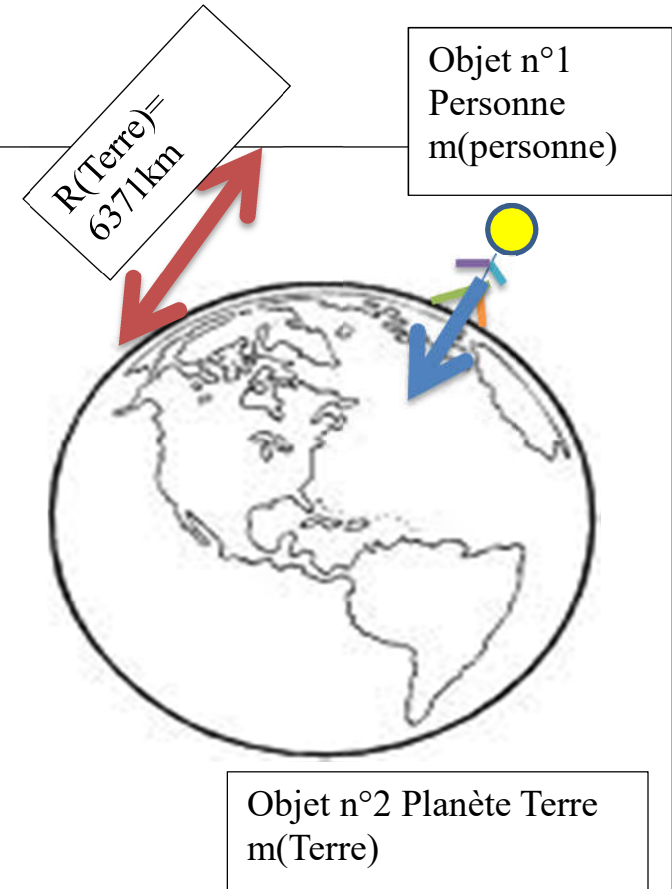 R(Terre)=
6371km
Objet n°1
Personne
m(personne)
Objet n°2 Planète Terre
m(Terre)